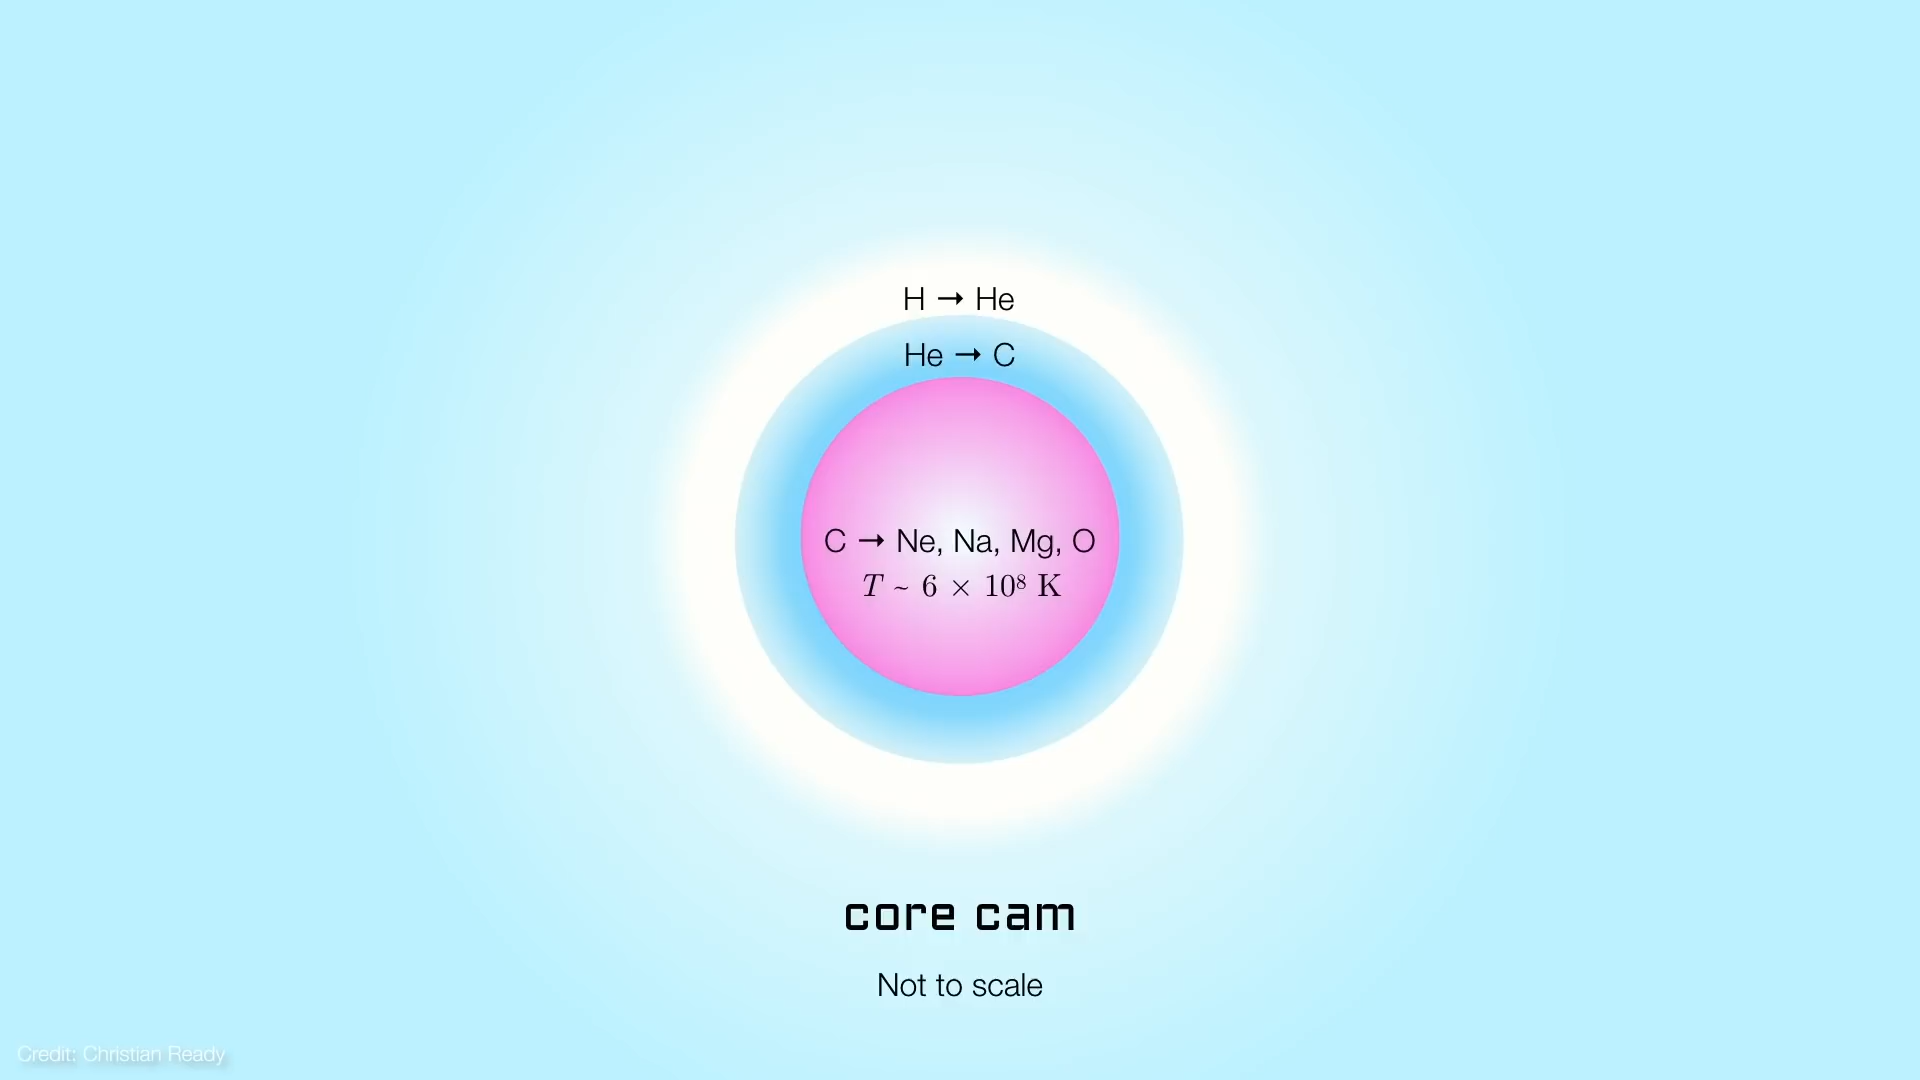 H → He
He → C
C → Ne, Na, Mg, O
T ~ 6 × 10⁸ K
core cam
Not to scale
Credit: Christian Ready